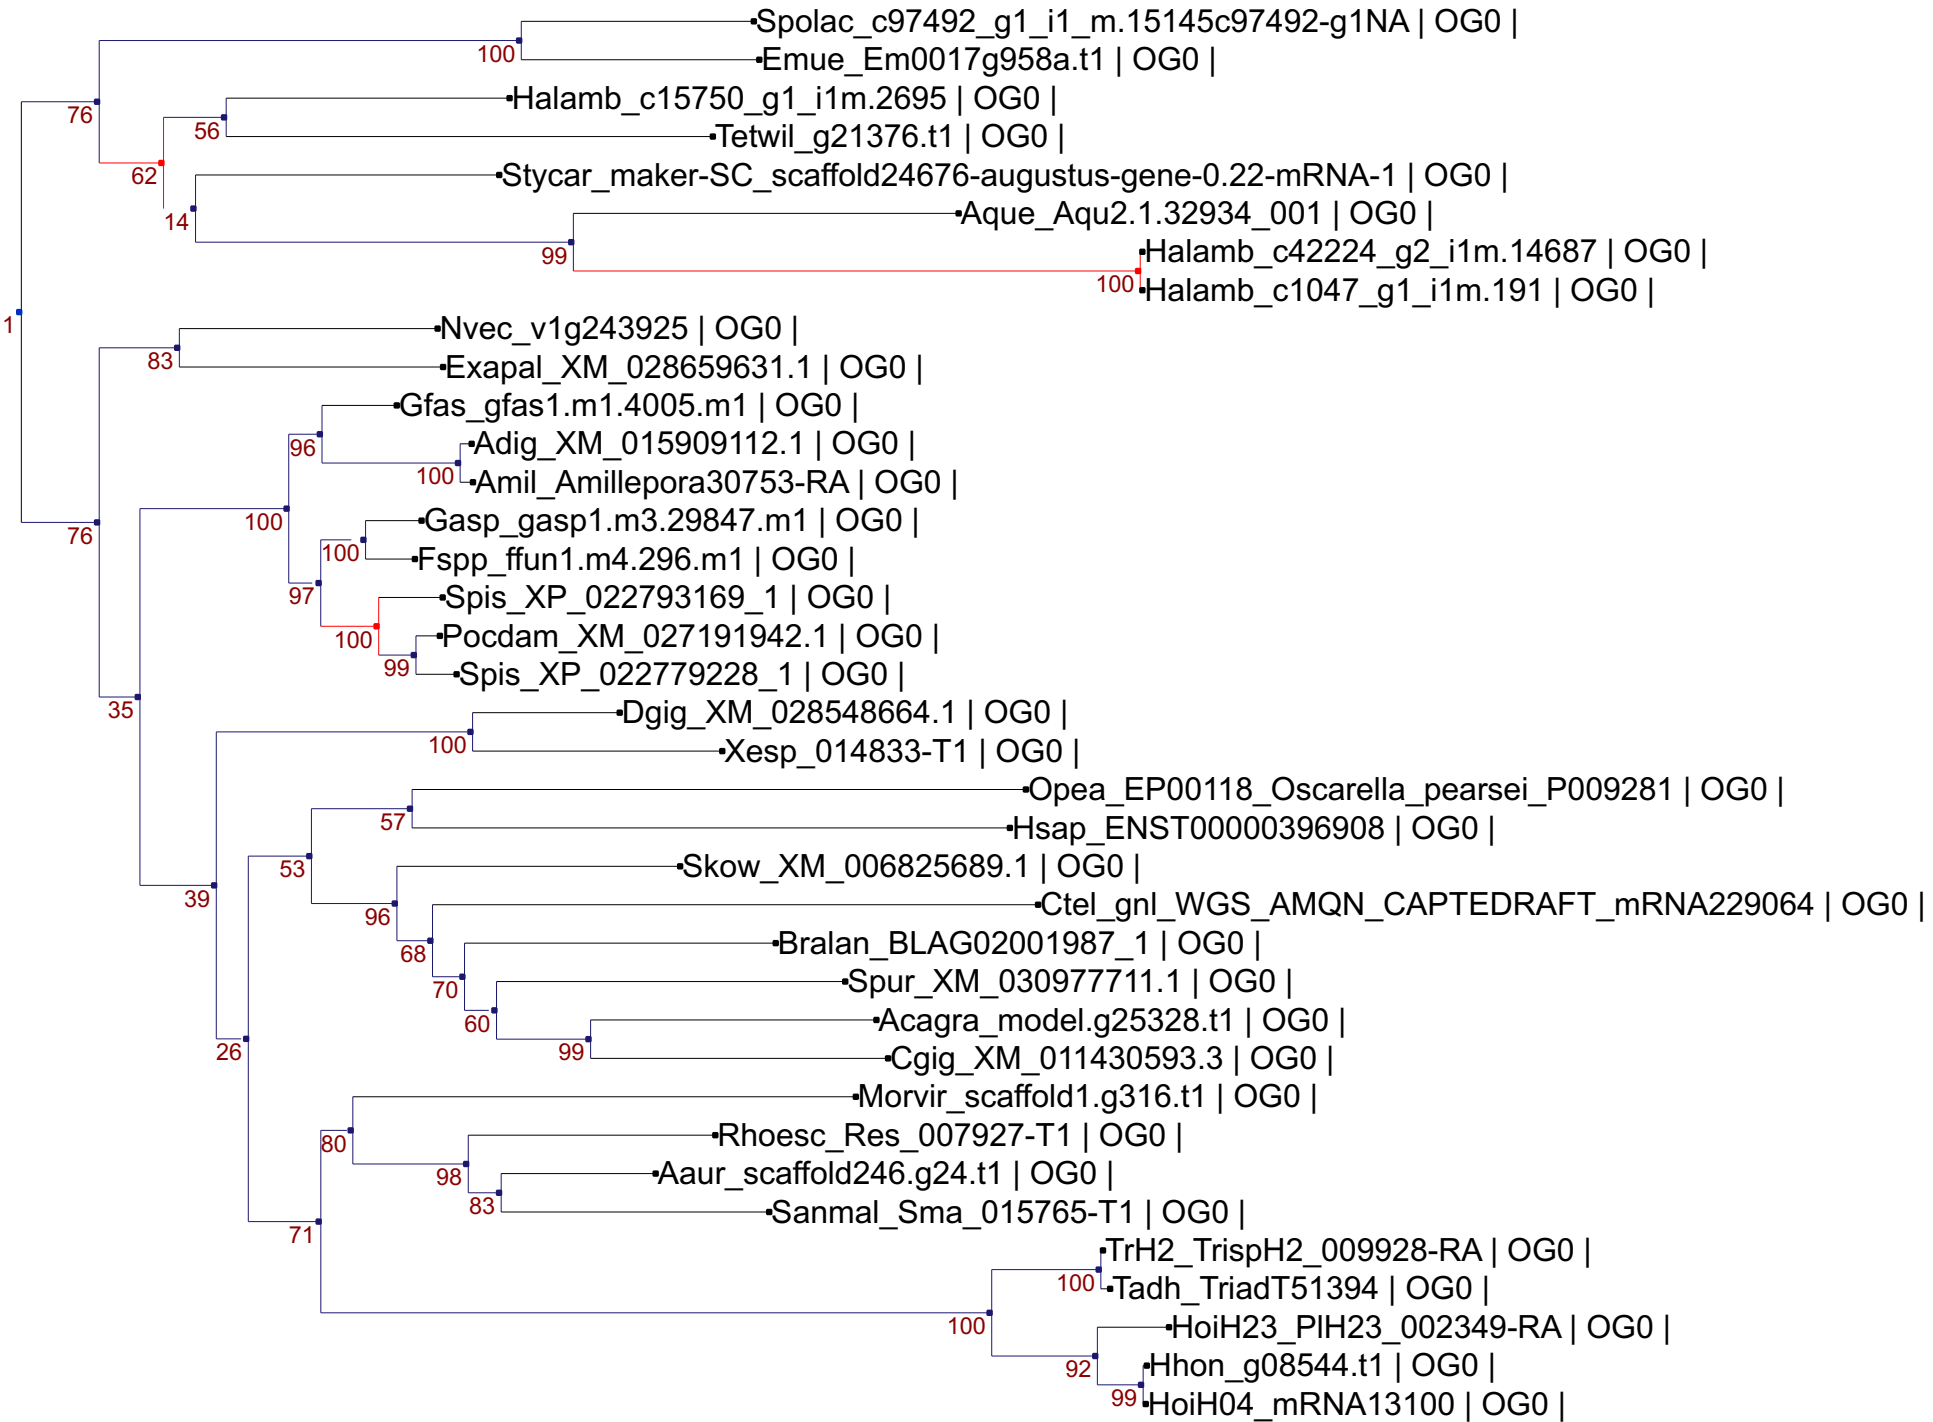 Spolac_c97492_g1_i1_m.15145c97492-g1NA | OG0 |
100
Emue_Em0017g958a.t1 | OG0 |
Halamb_c15750_g1_i1m.2695 | OG0 |
76
56
Tetwil_g21376.t1 | OG0 |
62
Stycar_maker-SC_scaffold24676-augustus-gene-0.22-mRNA-1 | OG0 |
14
Aque_Aqu2.1.32934_001 | OG0 |
99
Halamb_c42224_g2_i1m.14687 | OG0 |
100
Halamb_c1047_g1_i1m.191 | OG0 |
1
Nvec_v1g243925 | OG0 |
83
Exapal_XM_028659631.1 | OG0 |
Gfas_gfas1.m1.4005.m1 | OG0 |
96
Adig_XM_015909112.1 | OG0 |
100
Amil_Amillepora30753-RA | OG0 |
76
100
Gasp_gasp1.m3.29847.m1 | OG0 |
100
Fspp_ffun1.m4.296.m1 | OG0 |
97
Spis_XP_022793169_1 | OG0 |
100
Pocdam_XM_027191942.1 | OG0 |
99
Spis_XP_022779228_1 | OG0 |
35
Dgig_XM_028548664.1 | OG0 |
100
Xesp_014833-T1 | OG0 |
Opea_EP00118_Oscarella_pearsei_P009281 | OG0 |
57
Hsap_ENST00000396908 | OG0 |
53
Skow_XM_006825689.1 | OG0 |
39
96
Ctel_gnl_WGS_AMQN_CAPTEDRAFT_mRNA229064 | OG0 |
68
Bralan_BLAG02001987_1 | OG0 |
70
Spur_XM_030977711.1 | OG0 |
60
Acagra_model.g25328.t1 | OG0 |
26
99
Cgig_XM_011430593.3 | OG0 |
Morvir_scaffold1.g316.t1 | OG0 |
80
Rhoesc_Res_007927-T1 | OG0 |
98
Aaur_scaffold246.g24.t1 | OG0 |
83
Sanmal_Sma_015765-T1 | OG0 |
71
TrH2_TrispH2_009928-RA | OG0 |
100
Tadh_TriadT51394 | OG0 |
100
HoiH23_PlH23_002349-RA | OG0 |
92
Hhon_g08544.t1 | OG0 |
99
HoiH04_mRNA13100 | OG0 |